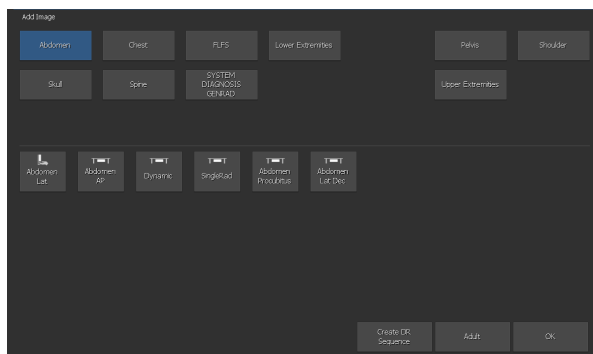 Add Image
Abdomen
Chest
FLFS
Lower Extremities
Pelvis
Shoulder
Skull
Spine
SYSTEM
DIAGNOSIS
GENRAD
Upper Extremities
Abdomen
Lat
Abdomen
AP
Dynamic
SingleRad
Abdomen
Procubitus
Abdomen
Lat Dec
Create DR
Sequence
Adult
OK